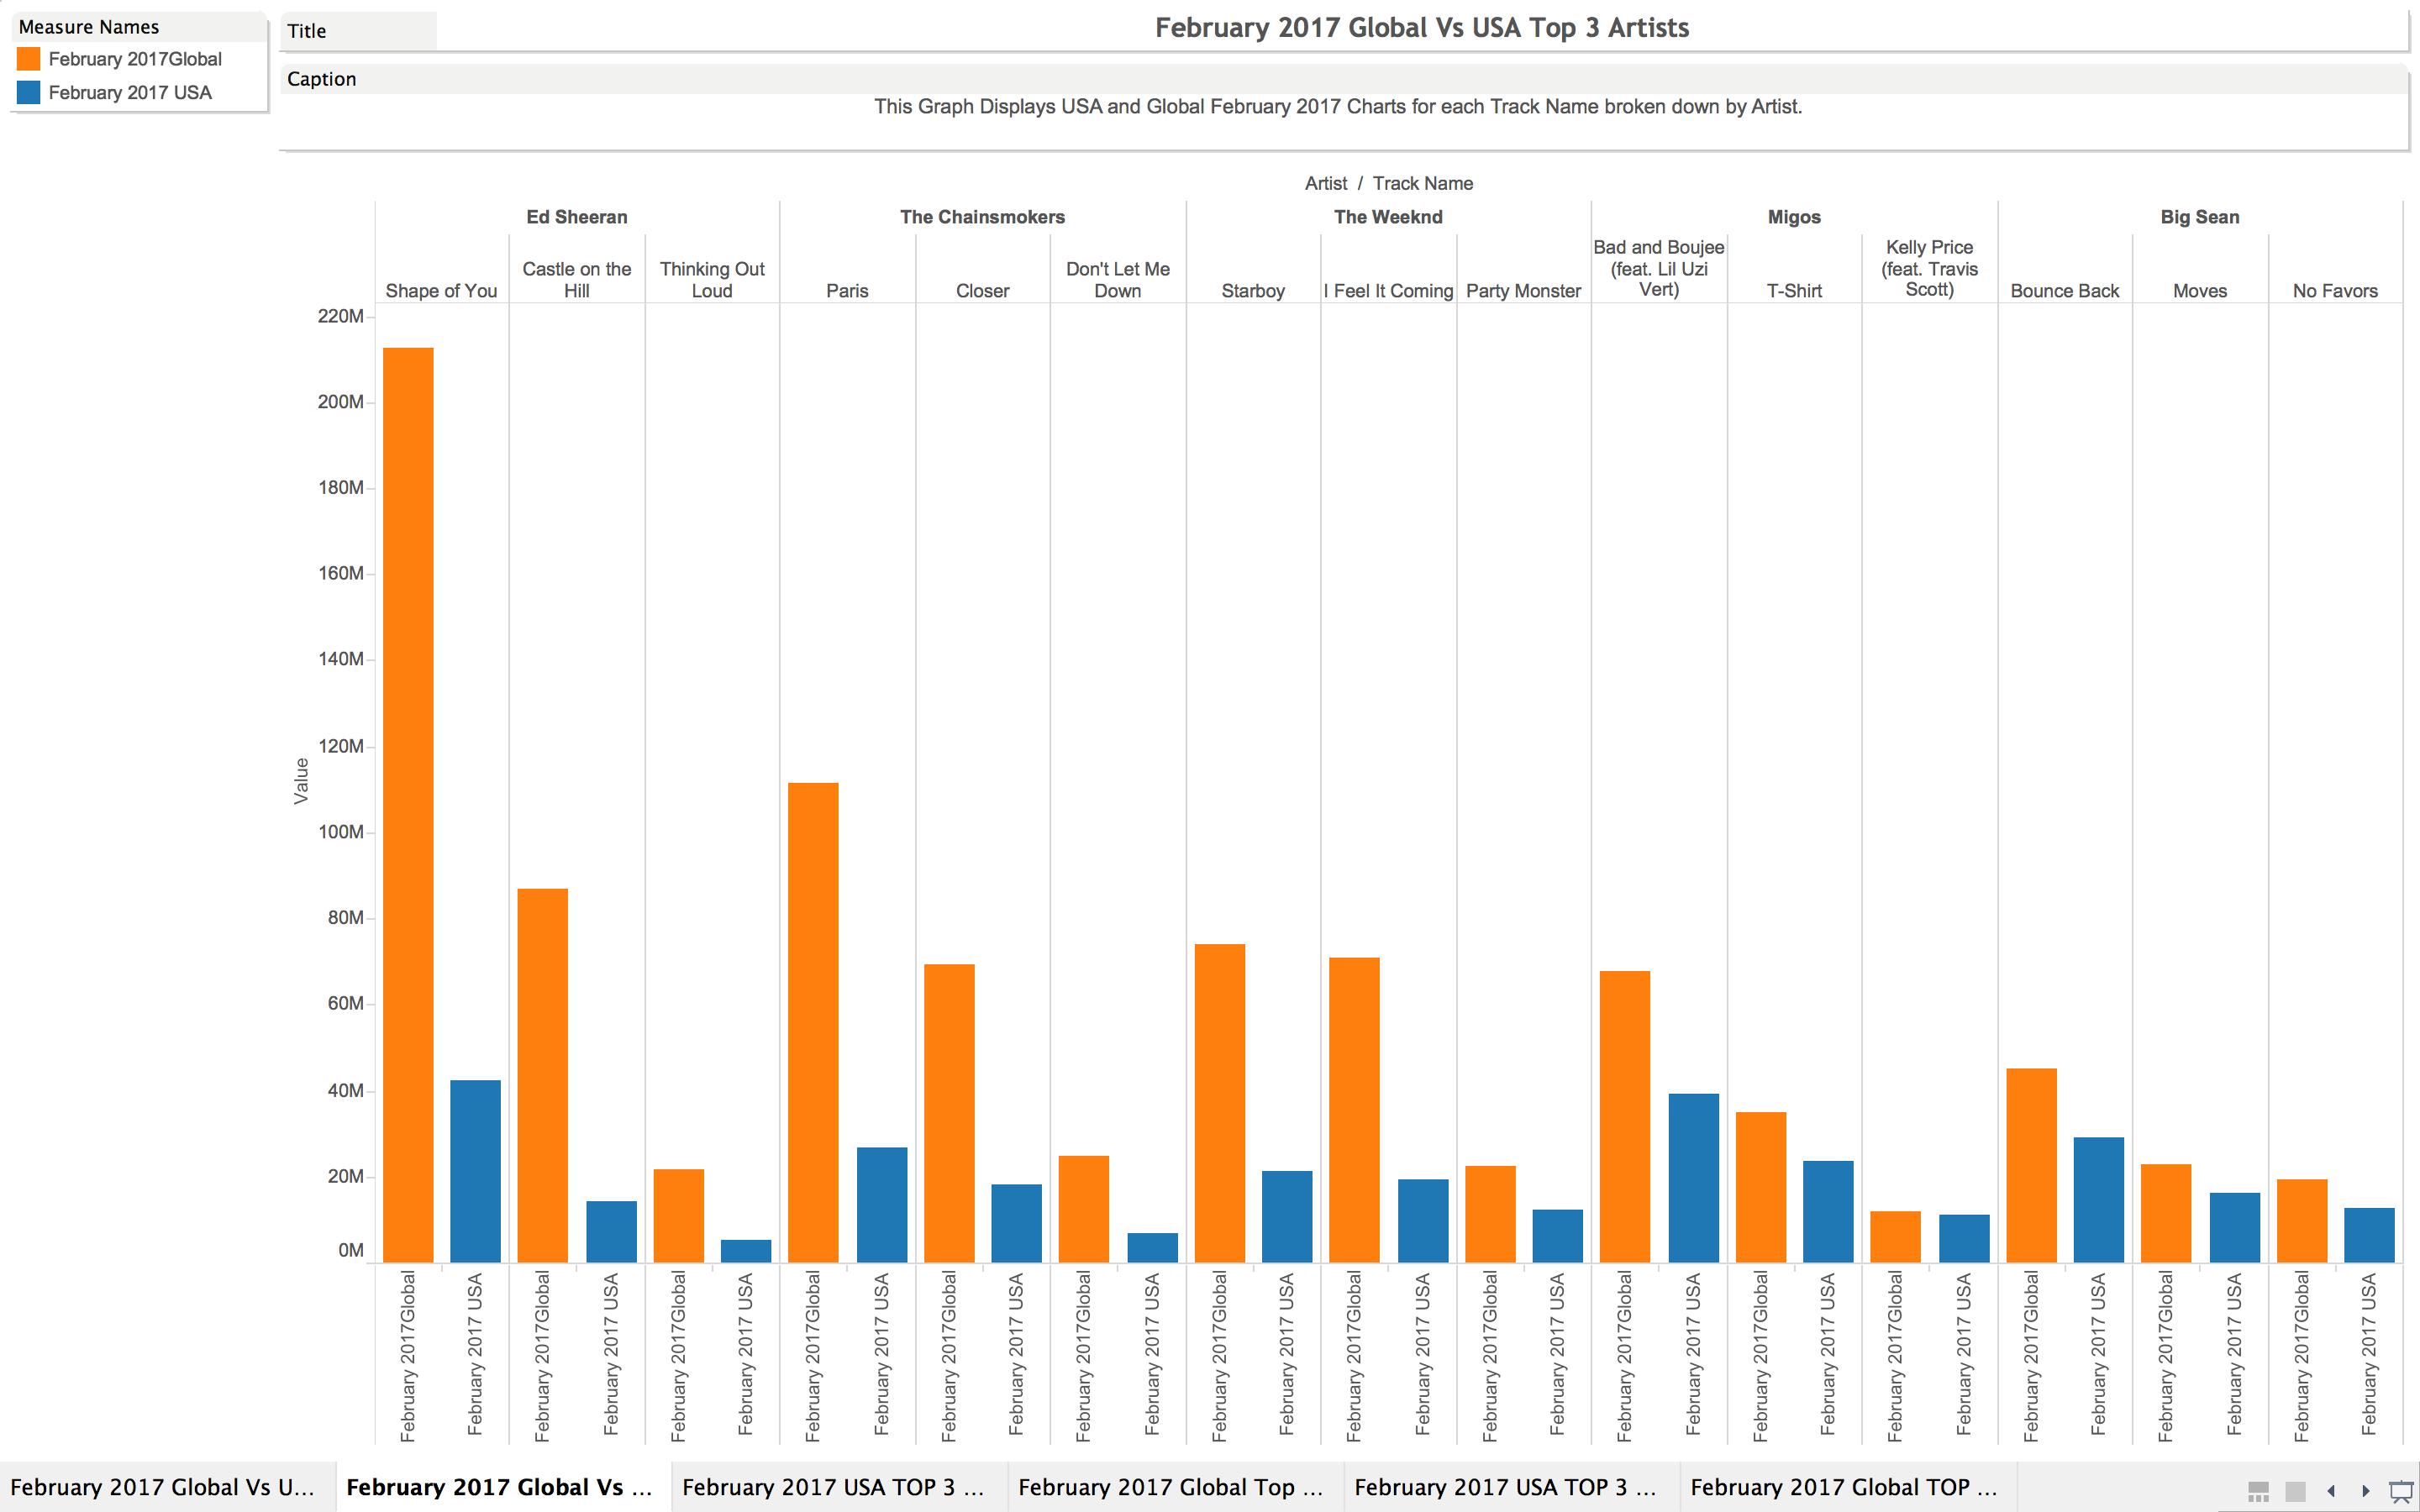 Measure Names
February 2017Global
February 2017 USA
Title
February 2017 Global Vs USA Top 3 Artists
Caption
This Graph Displays USA and Global February 2017 Charts for each Track Name broken down by Artist.
Artist / Track Name
Ed Sheeran
The Chainsmokers
The Weeknd
Migos
Big Sean
Shape of You
Castle on the
Hill
Thinking Out
Loud
Paris
Closer
Don't Let Me
Down
Starboy
I Feel It Coming
Party Monster
Bad and Boujee
(feat. Lil Uzi
Vert)
T-Shirt
Kelly Price
(feat. Travis
Scott)
Bounce Back
Moves
No Favors
220M
200M
180M
160M
140M
120M
100M
80M
60M
40M
20M
0M
Value
February 2017Global
February 2017 USA
February 2017Global
February 2017 USA
February 2017Global
February 2017 USA
February 2017Global
February 2017 USA
February 2017Global
February 2017 USA
February 2017Global
February 2017 USA
February 2017Global
February 2017 USA
February 2017Global
February 2017 USA
February 2017Global
February 2017 USA
February 2017Global
February 2017 USA
February 2017Global
February 2017 USA
February 2017Global
February 2017 USA
February 2017Global
February 2017 USA
February 2017Global
February 2017 USA
February 2017Global
February 2017 USA
February 2017 Global Vs U...
February 2017 Global Vs ...
February 2017 USA TOP 3 ...
February 2017 Global Top ...
February 2017 USA TOP 3 ...
February 2017 Global TOP ...